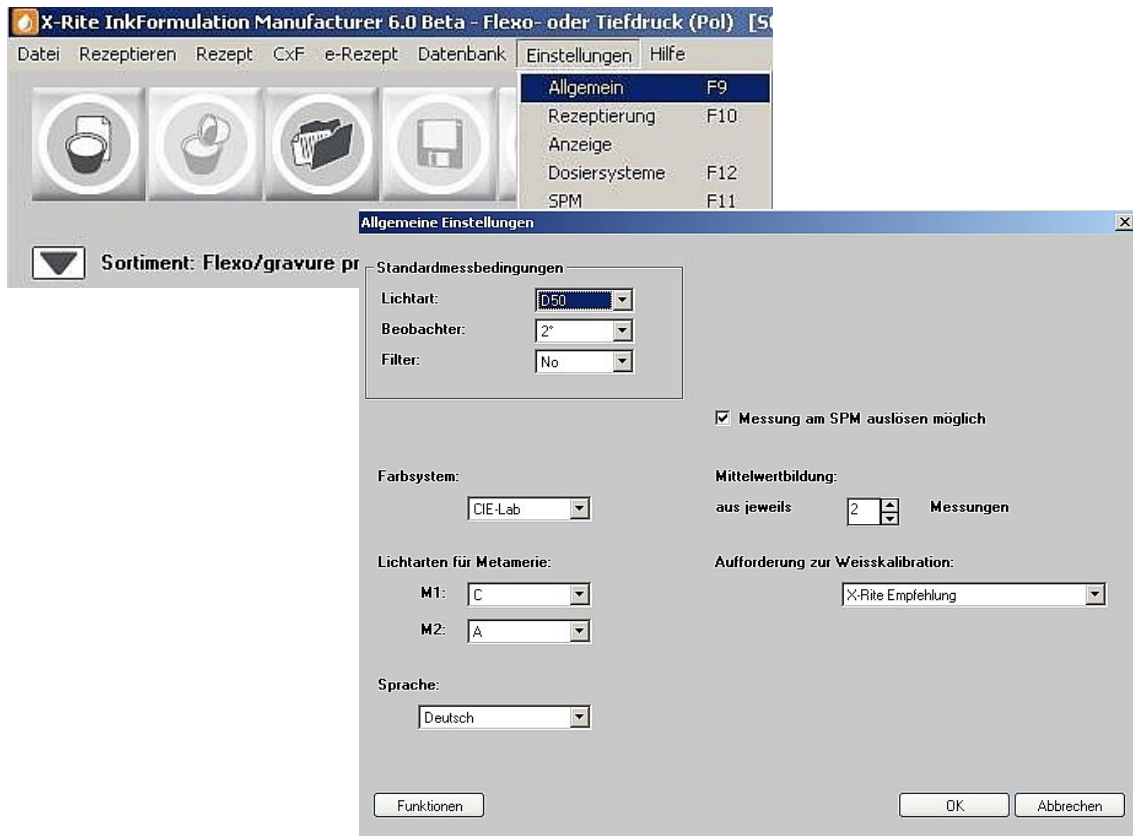 X-Rite InkFormulation Manufacturer 6.0 Beta - Flexo- oder Tiefdruck (Pol)
Datei Rezeptieren Rezept CxF e-Rezept Datenbank Einstellungen Hilfe
Allgemein F9
Rezeptierung F10
Anzeige
Dosiersysteme F12
SPM F11
Sortiment: Flexo/gravure
Allgemeine Einstellungen
Standardmessbedingungen
Lichtart: D50
Beobachter: 2°
Filter: No
Messung am SPM auslösen möglich
Farbsystem:
CIE-Lab
Mittelwertbildung:
aus jeweils 2 Messungen
Lichtarten für Metamerie:
M1: C
M2: A
Aufforderung zur Weisskalibration:
X-Rite Empfehlung
Sprache:
Deutsch
Funktionen OK Abbrechen